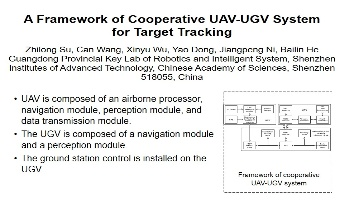 A Framework of Cooperative UAV-UGV System
for Target Tracking
Zhilong Su, Can Wang, Xinyu Wu, Yao Dong, Jiangpeng Ni, Bailin He
Guangdong Provincial Key Lab of Robotics and Intelligent System, Shenzhen
Institutes of Advanced Technology, Chinese Academy of Sciences, Shenzhen
518055, China
• UAV is composed of an airborne processor,
navigation module, perception module, and
data transmission module.
• The UGV is composed of a navigation module
and a perception module
• The ground station control is installed on the
UGV
Framework of cooperative
UAV-UGV system